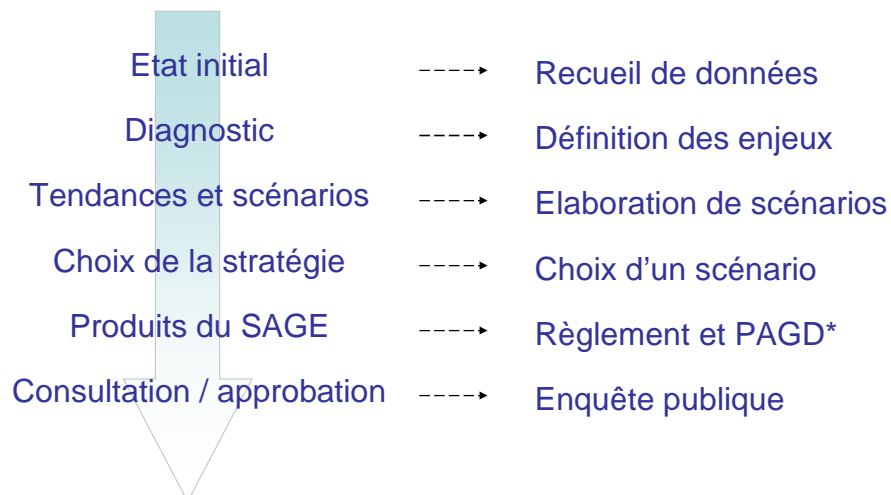 Etat initial
Recueil de données
Diagnostic
Définition des enjeux
Tendances et scénarios
Elaboration de scénarios
Choix de la stratégie
Choix d'un scénario
Produits du SAGE
Règlement et PAGD*
Consultation / approbation
Enquête publique